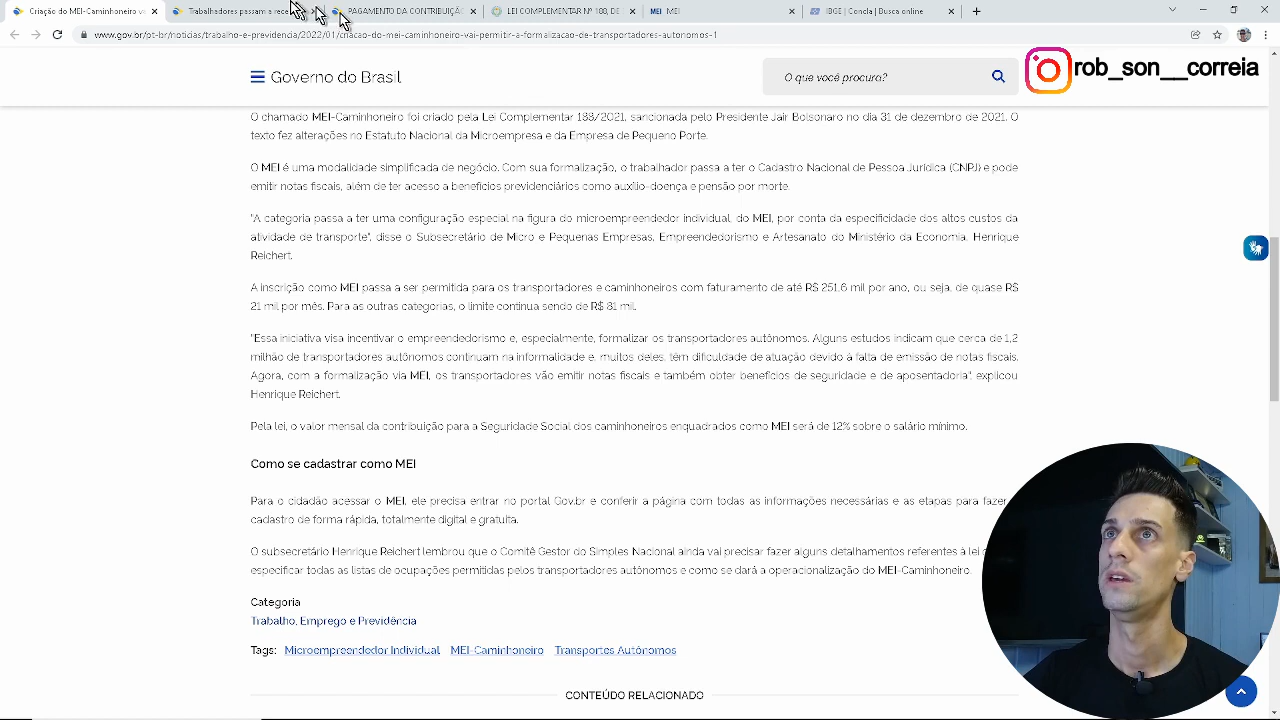 Criação do MEI-Caminhoneiro v
Trabalhadores passam a rece
PAGAMENTO DA CONTRIBUIÇÃ
LEI COMPLEMENTAR Nº 188, DE
MEI MEI
IBGE | Concla | Busca online
www.gov.br/pt-br/noticias/trabalho-e-previdencia/2022/01/criacao-do-mei-caminhoneiro-vai-permitir-a-formalizacao-de-transportadores-autonomos-1
Governo do Brasil
O que você procura?
rob_son__correia
O chamado MEI-Caminhoneiro foi criado pela Lei Complementar 188/2021, sancionada pelo Presidente Jair Bolsonaro no dia 31 de dezembro de 2021. O
texto fez alterações no Estatuto Nacional da Microempresa e da Empresa de Pequeno Porte.
O MEI é uma modalidade simplificada de negócio. Com sua formalização, o trabalhador passa a ter o Cadastro Nacional de Pessoa Jurídica (CNPJ) e pode
emitir notas fiscais, além de ter acesso a benefícios previdenciários como auxílio-doença e pensão por morte.
"A categoria passa a ter uma configuração especial na figura do microempreendedor individual, do MEI, por conta da especificidade dos altos custos da
atividade de transporte", disse o Subsecretário de Micro e Pequenas Empresas, Empreendedorismo e Artesanato do Ministério da Economia, Henrique
Reichert.
A inscrição como MEI passa a ser permitida para os transportadores e caminhoneiros com faturamento de até R$ 251,6 mil por ano, ou seja, de quase R$
21 mil por mês. Para as outras categorias, o limite continua sendo de R$ 81 mil.
"Essa iniciativa visa incentivar o empreendedorismo e, especialmente, formalizar os transportadores autônomos. Alguns estudos indicam que cerca de 1,2
milhão de transportadores autônomos continuam na informalidade e, muitos deles, têm dificuldade de atuação devido à falta de emissão de notas fiscais.
Agora, com a formalização via MEI, os transportadores vão emitir notas fiscais e também obter benefícios de seguridade e de aposentadoria", explicou
Henrique Reichert.
Pela lei, o valor mensal da contribuição para a Seguridade Social dos caminhoneiros enquadrados como MEI será de 12% sobre o salário mínimo.
Como se cadastrar como MEI
Para o cidadão acessar o MEI, ele precisa entrar no portal Gov.br e conferir a página com todas as informações necessárias e as etapas para fazer
cadastro de forma rápida, totalmente digital e gratuita.
O subsecretário Henrique Reichert lembrou que o Comitê Gestor do Simples Nacional ainda vai precisar fazer alguns detalhamentos referentes à lei
especificar todas as listas de ocupações permitidas pelos transportadores autônomos e como se dará a operacionalização do MEI-Caminhoneiro.
Categoria
Trabalho, Emprego e Previdência
Tags: Microempreendedor Individual MEI-Caminhoneiro Transportes Autônomos
CONTEÚDO RELACIONADO